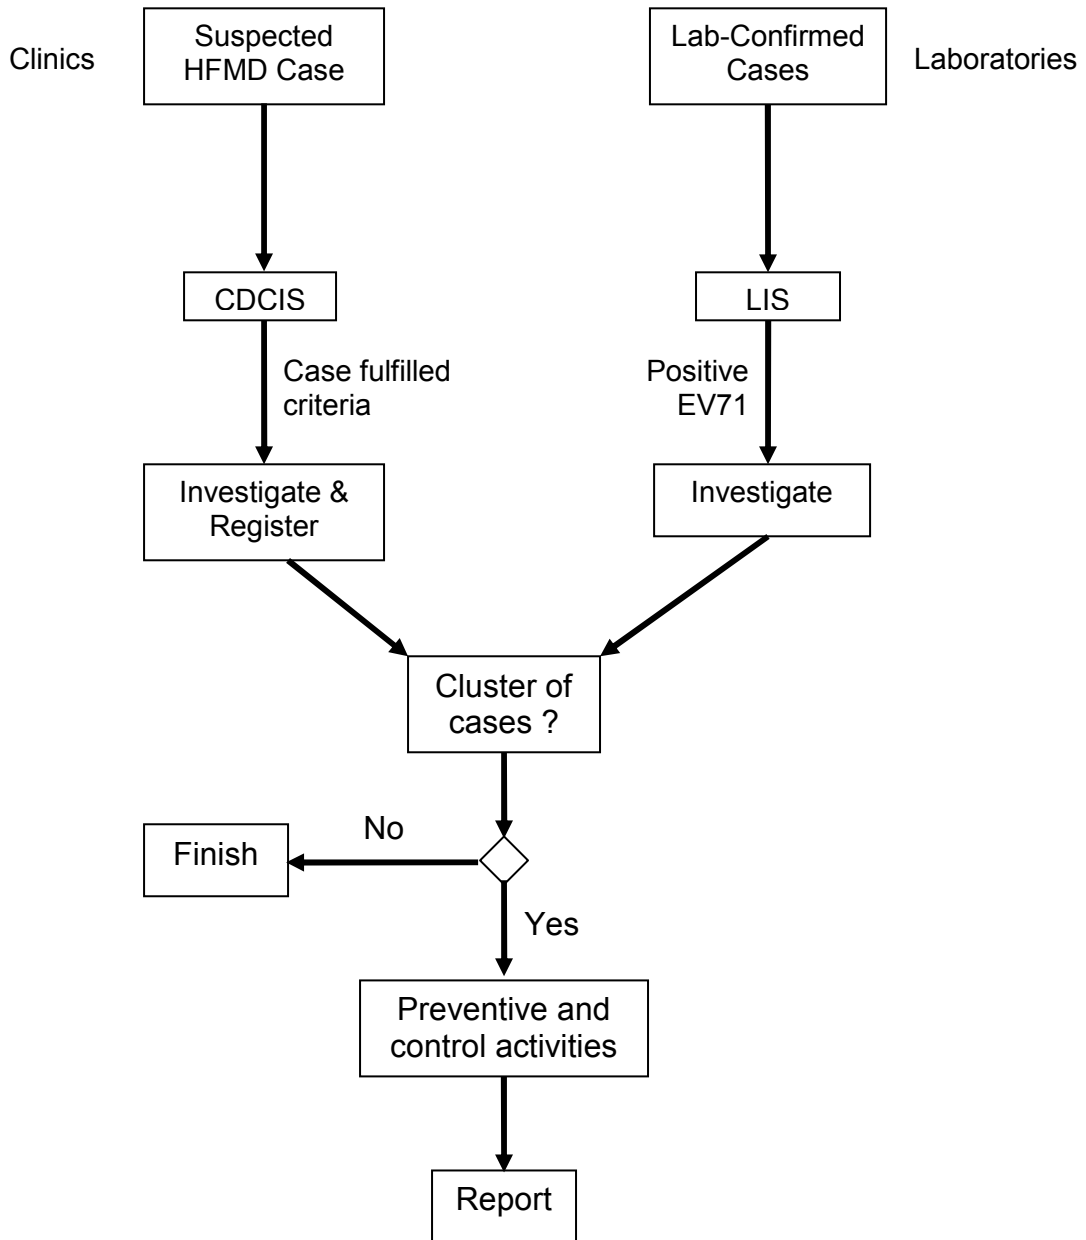 Clinics
Suspected
HFMD Case
Lab-Confirmed
Cases
Laboratories
CDCIS
LIS
Case fulfilled
criteria
Positive
EV71
Investigate &
Register
Investigate
Cluster of
cases ?
No
Finish
Yes
Preventive and
control activities
Report